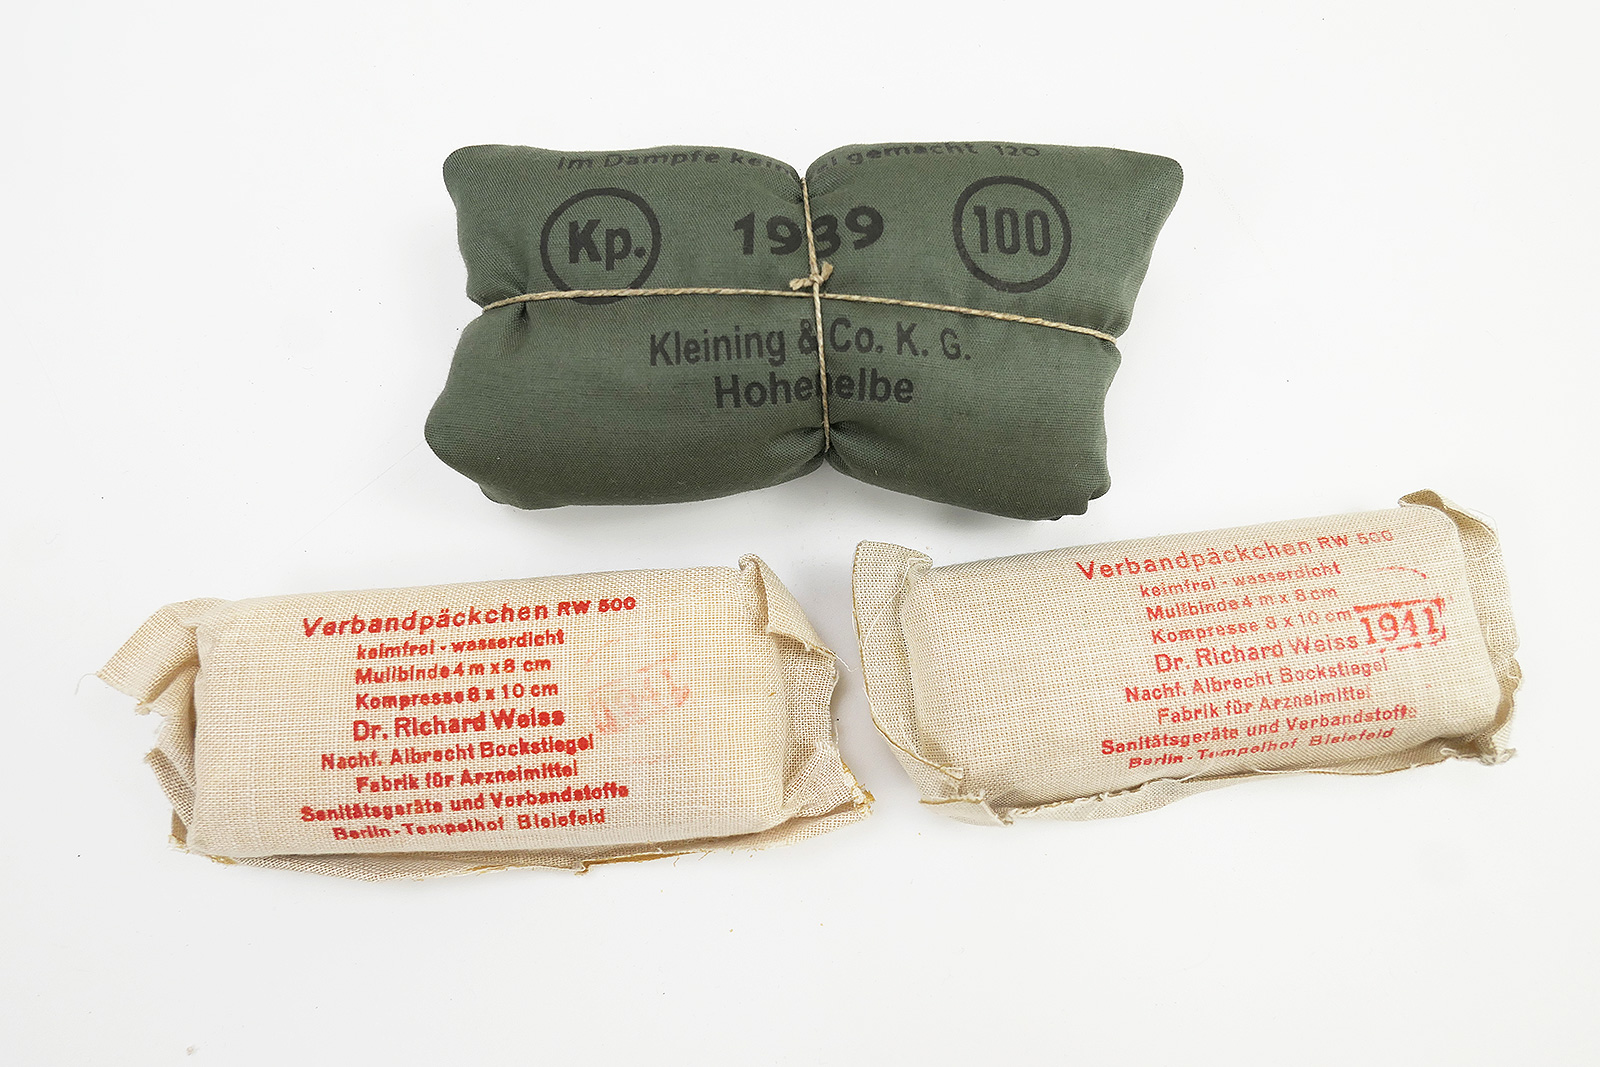 Im Dampfe gemacht 120
Kp. 1939 100
Kleining & Co. K. G.
Hohenelbe
Verbandpäckchen RW 500
keimfrei - wasserdicht
Mullbinde 4 m x 8 cm
Kompresse 8 x 10 cm
Dr. Richard Weiss
Nachf. Albrecht Bockstiegel
Fabrik für Arzneimittel
Sanitätsgeräte und Verbandstoffe
Berlin - Tempelhof Bielefeld
Verbandpäckchen RW 500
keimfrei - wasserdicht
Mullbinde 4 m x 8 cm
Kompresse 8 x 10 cm
1941
Dr. Richard Weiss
Nachf. Albrecht Bockstiegel
Fabrik für Arzneimittel
Sanitätsgeräte und Verbandstoffe
Berlin - Tempelhof Bielefeld